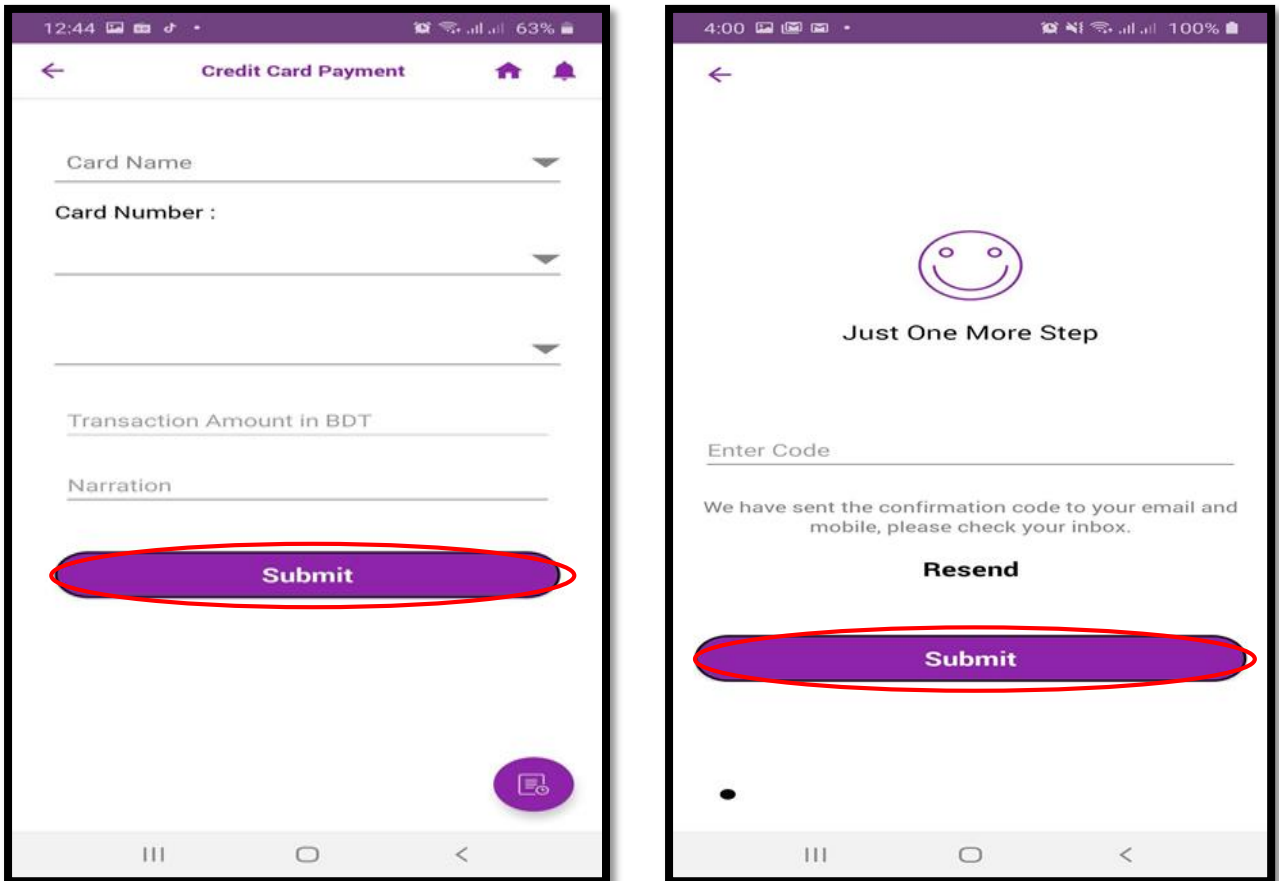 12:44
63%
Credit Card Payment
Card Name
Card Number :
Transaction Amount in BDT
Narration
Submit
4:00
100%
Just One More Step
Enter Code
We have sent the confirmation code to your email and
mobile, please check your inbox.
Resend
Submit